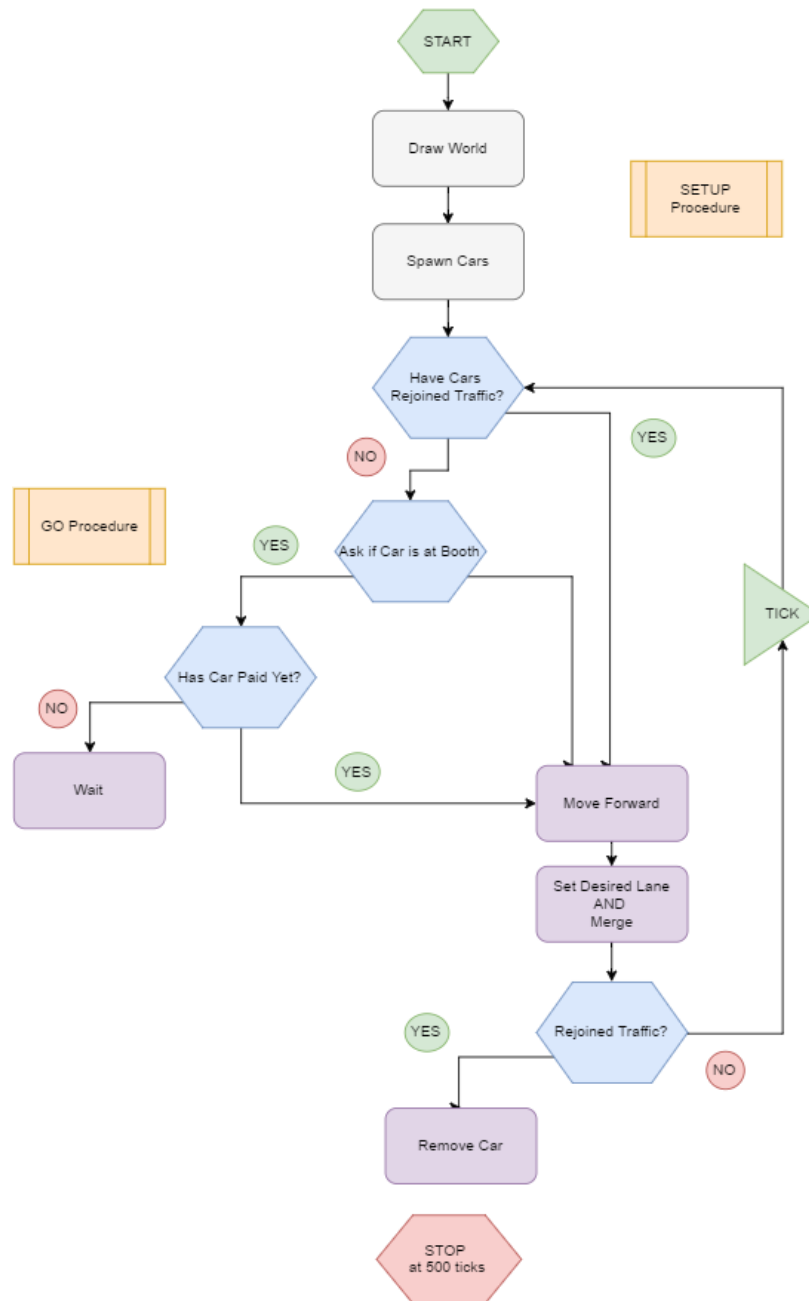 START
Draw World
SETUP
Procedure
Spawn Cars
Have Cars
Rejoined Traffic?
YES
NO
GO Procedure
YES
Ask if Car is at Booth
TICK
Has Car Paid Yet?
NO
YES
Wait
Move Forward
Set Desired Lane
AND
Merge
YES
Rejoined Traffic?
NO
Remove Car
STOP
at 500 ticks